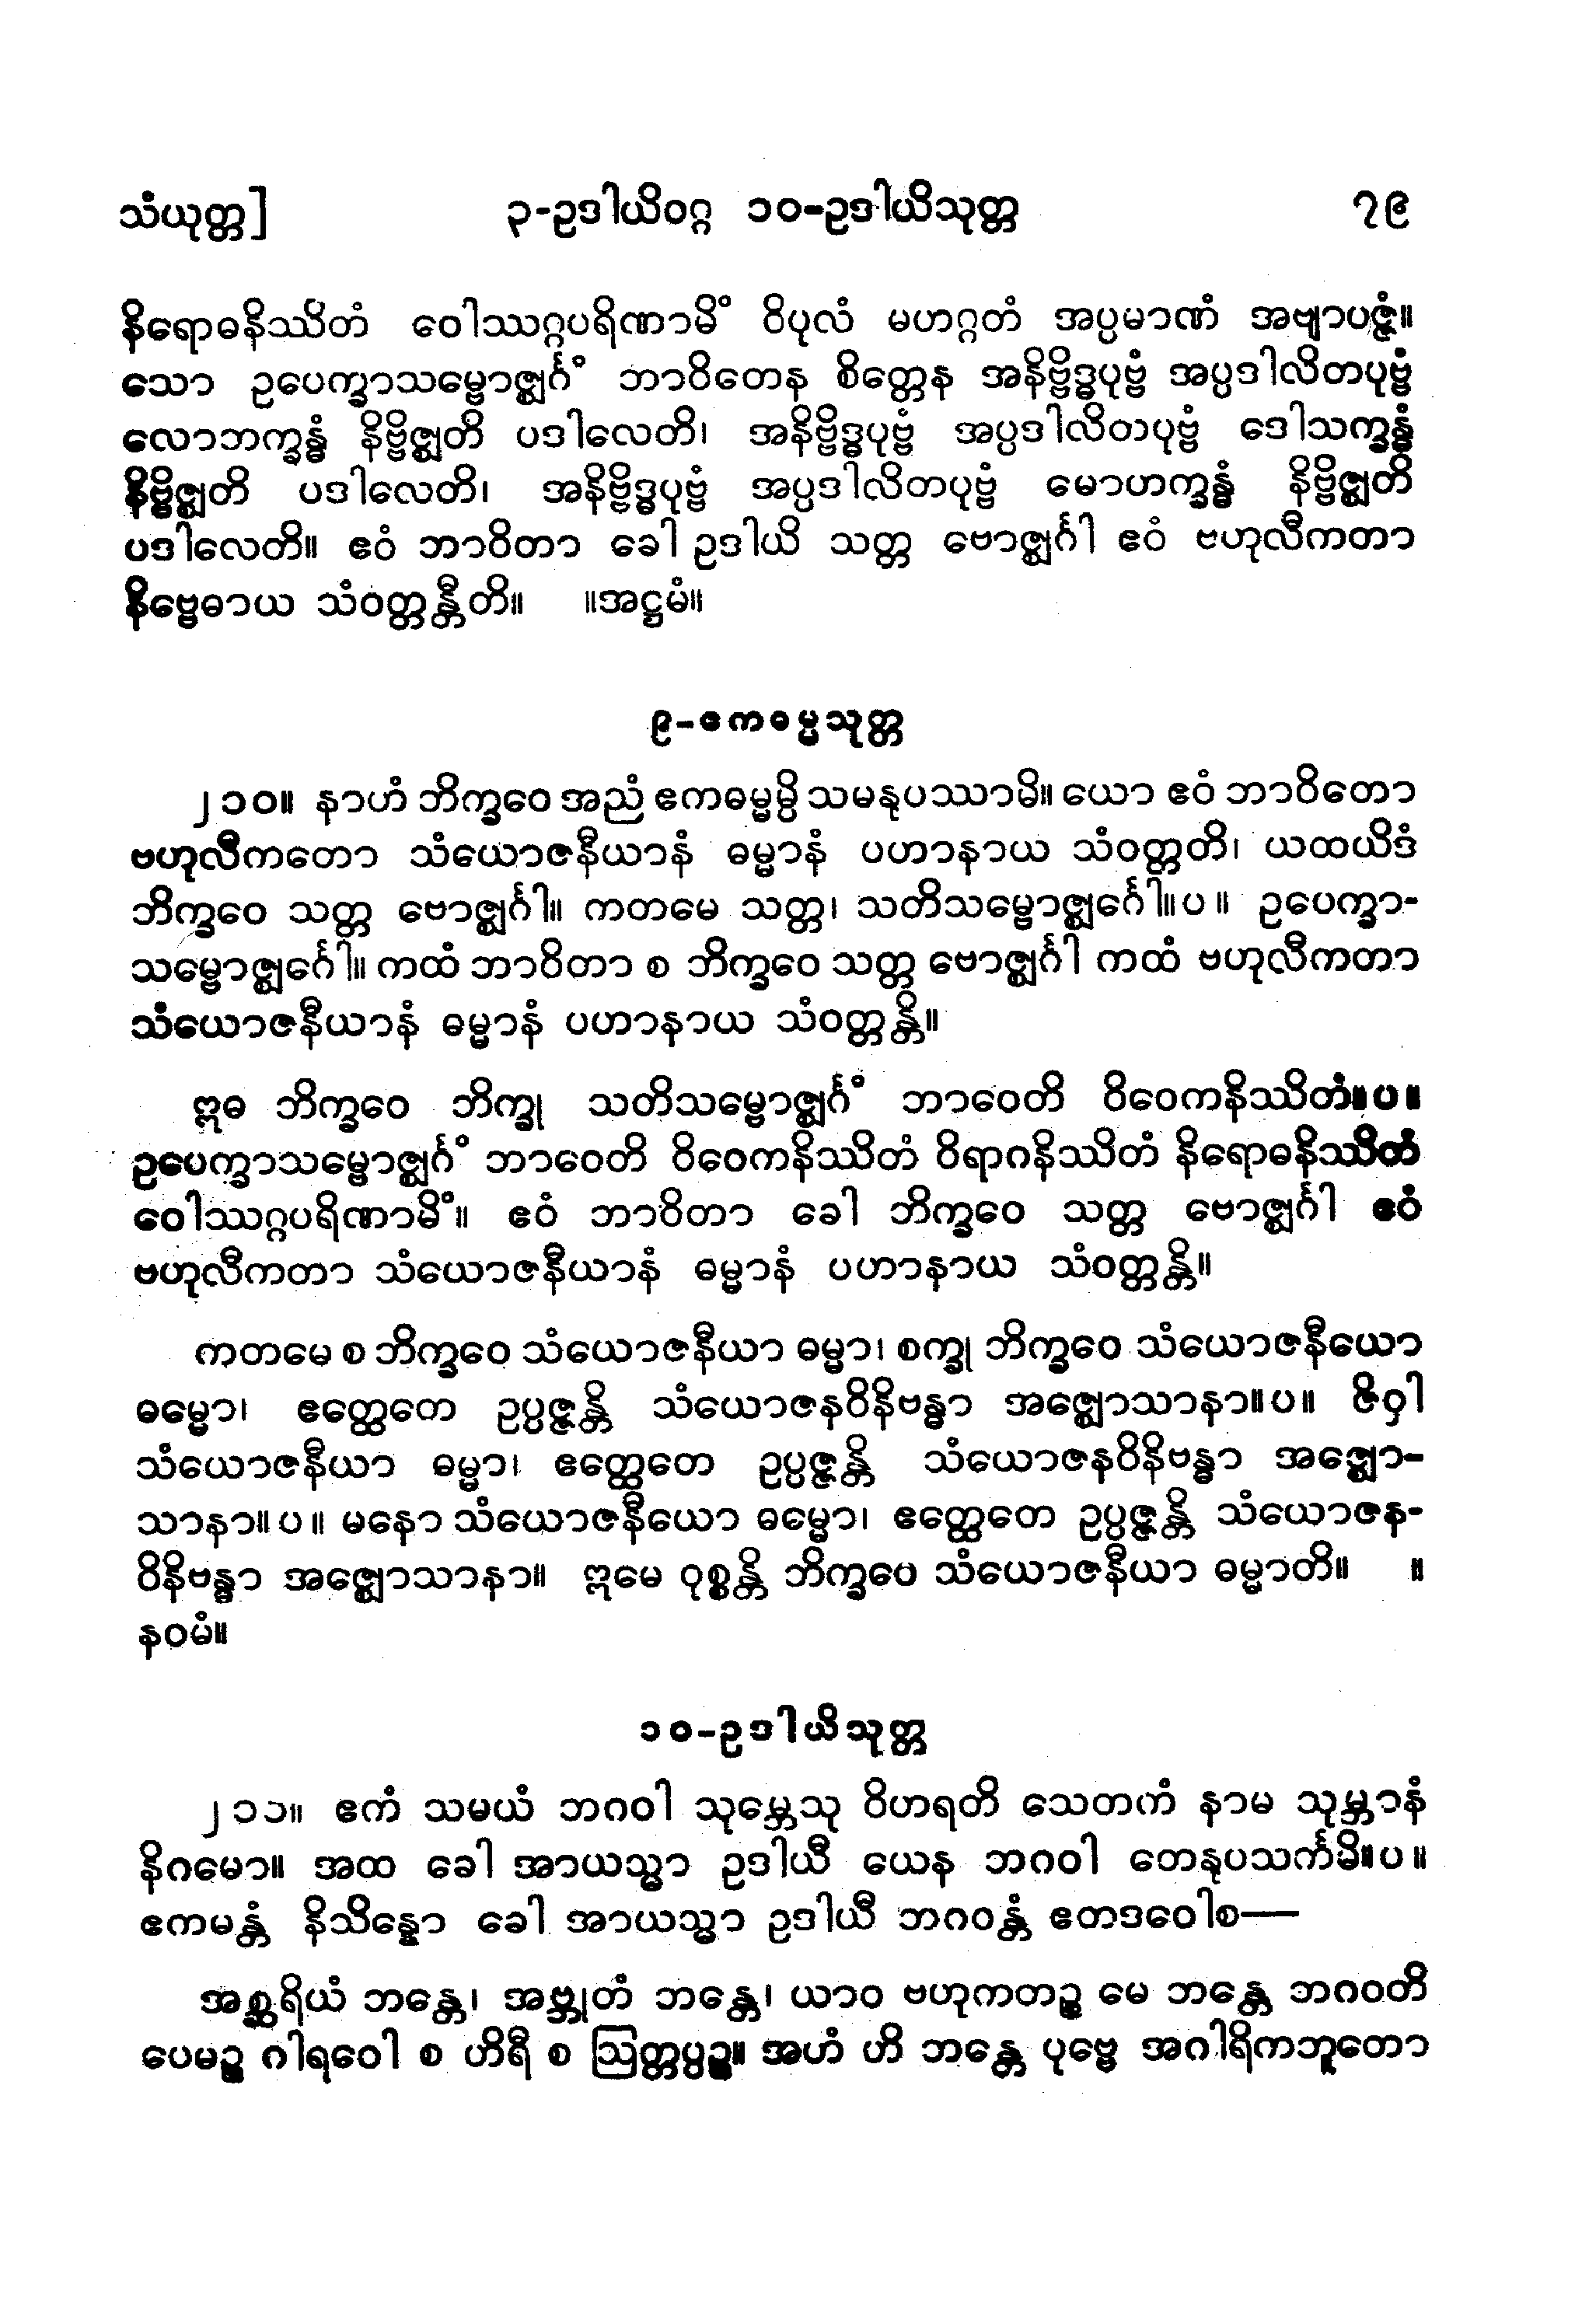 သံယုတ္တ] ၃-ဥဒါယိဝဂ္ဂ ၁၀-ဥဒါယိသုတ္တ ၇၉
နိရောဓနိဿိတံ ဝေါဿဂ္ဂပရိဏာမိံ ဝိပုလံ မဟဂ္ဂတံ အပ္ပမာဏံ အဗျာပဇ္ဇံ။
သော ဥပေက္ခာသမ္ဗောဇ္ဈင်္ဂံ ဘာဝိတေန စိတ္တေန အနိဗ္ဗိဒ္ဓပုဗ္ဗံ အပ္ပဒါလိတပုဗ္ဗံ
လောဘက္ခန္ဓံ နိဗ္ဗိဇ္ဈတိ ပဒါလေတိ၊ အနိဗ္ဗိဒ္ဓပုဗ္ဗံ အပ္ပဒါလိတပုဗ္ဗံ ဒေါသက္ခန္ဓံ
နိဗ္ဗိဇ္ဈတိ ပဒါလေတိ၊ အနိဗ္ဗိဒ္ဓပုဗ္ဗံ အပ္ပဒါလိတပုဗ္ဗံ မောဟက္ခန္ဓံ နိဗ္ဗိဇ္ဈတိ
ပဒါလေတိ။ ဧဝံ ဘာဝိတာ ခေါ ဥဒါယိ သတ္တ ဗောဇ္ဈင်္ဂါ ဧဝံ ဗဟုလီကတာ
နိဗ္ဗေဓာယ သံဝတ္တန္တီတိ။ ။အဋ္ဌမံ။
၉-ဧကဓမ္မသုတ္တ
၂၁၀။ နာဟံ ဘိက္ခဝေ အညံ ဧကဓမ္မမ္ပိ သမနုပဿာမိ။ ယော ဧဝံ ဘာဝိတော
ဗဟုလီကတော သံယောဇနီယာနံ ဓမ္မာနံ ပဟာနာယ သံဝတ္တတိ၊ ယထယိဒံ
ဘိက္ခဝေ သတ္တ ဗောဇ္ဈင်္ဂါ။ ကတမေ သတ္တ၊ သတိသမ္ဗောဇ္ဈင်္ဂေါ။ပ။ ဥပေက္ခာ-
သမ္ဗောဇ္ဈင်္ဂေါ။ ကထံ ဘာဝိတာ စ ဘိက္ခဝေ သတ္တ ဗောဇ္ဈင်္ဂါ ကထံ ဗဟုလီကတာ
သံယောဇနီယာနံ ဓမ္မာနံ ပဟာနာယ သံဝတ္တန္တိ။
ဣဓ ဘိက္ခဝေ ဘိက္ခု သတိသမ္ဗောဇ္ဈင်္ဂံ ဘာဝေတိ ဝိဝေကနိဿိတံ။ပ။
ဥပေက္ခာသမ္ဗောဇ္ဈင်္ဂံ ဘာဝေတိ ဝိဝေကနိဿိတံ ဝိရာဂနိဿိတံ နိရောဓနိဿိတံ
ဝေါဿဂ္ဂပရိဏာမိံ။ ဧဝံ ဘာဝိတာ ခေါ ဘိက္ခဝေ သတ္တ ဗောဇ္ဈင်္ဂါ ဧဝံ
ဗဟုလီကတာ သံယောဇနီယာနံ ဓမ္မာနံ ပဟာနာယ သံဝတ္တန္တိ။
ကတမေ စ ဘိက္ခဝေ သံယောဇနီယာ ဓမ္မာ၊ စက္ခု ဘိက္ခဝေ သံယောဇနီယော
ဓမ္မော၊ ဧတ္ထေတေ ဥပ္ပဇ္ဇန္တိ သံယောဇနဝိနိဗန္ဓာ အဇ္ဈောသာနာ။ပ။ ဇိဝှါ
သံယောဇနီယာ ဓမ္မာ၊ ဧတ္ထေတေ ဥပ္ပဇ္ဇန္တိ သံယောဇနဝိနိဗန္ဓာ အဇ္ဈော-
သာနာ။ပ။ မနော သံယောဇနီယော ဓမ္မော၊ ဧတ္ထေတေ ဥပ္ပဇ္ဇန္တိ သံယောဇန-
ဝိနိဗန္ဓာ အဇ္ဈောသာနာ။ ဣမေ ဝုစ္စန္တိ ဘိက္ခဝေ သံယောဇနီယာ ဓမ္မာတိ။ ။
နဝမံ။
၁၀-ဥဒါယိသုတ္တ
၂၁၁။ ဧကံ သမယံ ဘဂဝါ သုမ္ဘေသု ဝိဟရတိ သေတကံ နာမ သုမ္ဘာနံ
နိဂမော။ အထ ခေါ အာယသ္မာ ဥဒါယီ ယေန ဘဂဝါ တေနုပသင်္ကမိ။ပ။
ဧကမန္တံ နိသိန္နော ခေါ အာယသ္မာ ဥဒါယီ ဘဂဝန္တံ ဧတဒဝေါစ—
အစ္ဆရိယံ ဘန္တေ၊ အဗ္ဘုတံ ဘန္တေ၊ ယာဝ ဗဟုကတဉ္စ မေ ဘန္တေ ဘဂဝတိ
ပေမဉ္စ ဂါရဝေါ စ ဟိရီ စ ဩတ္တပ္ပဉ္စ။ အဟံ ဟိ ဘန္တေ ပုဗ္ဗေ အဂါရိကဘူတော